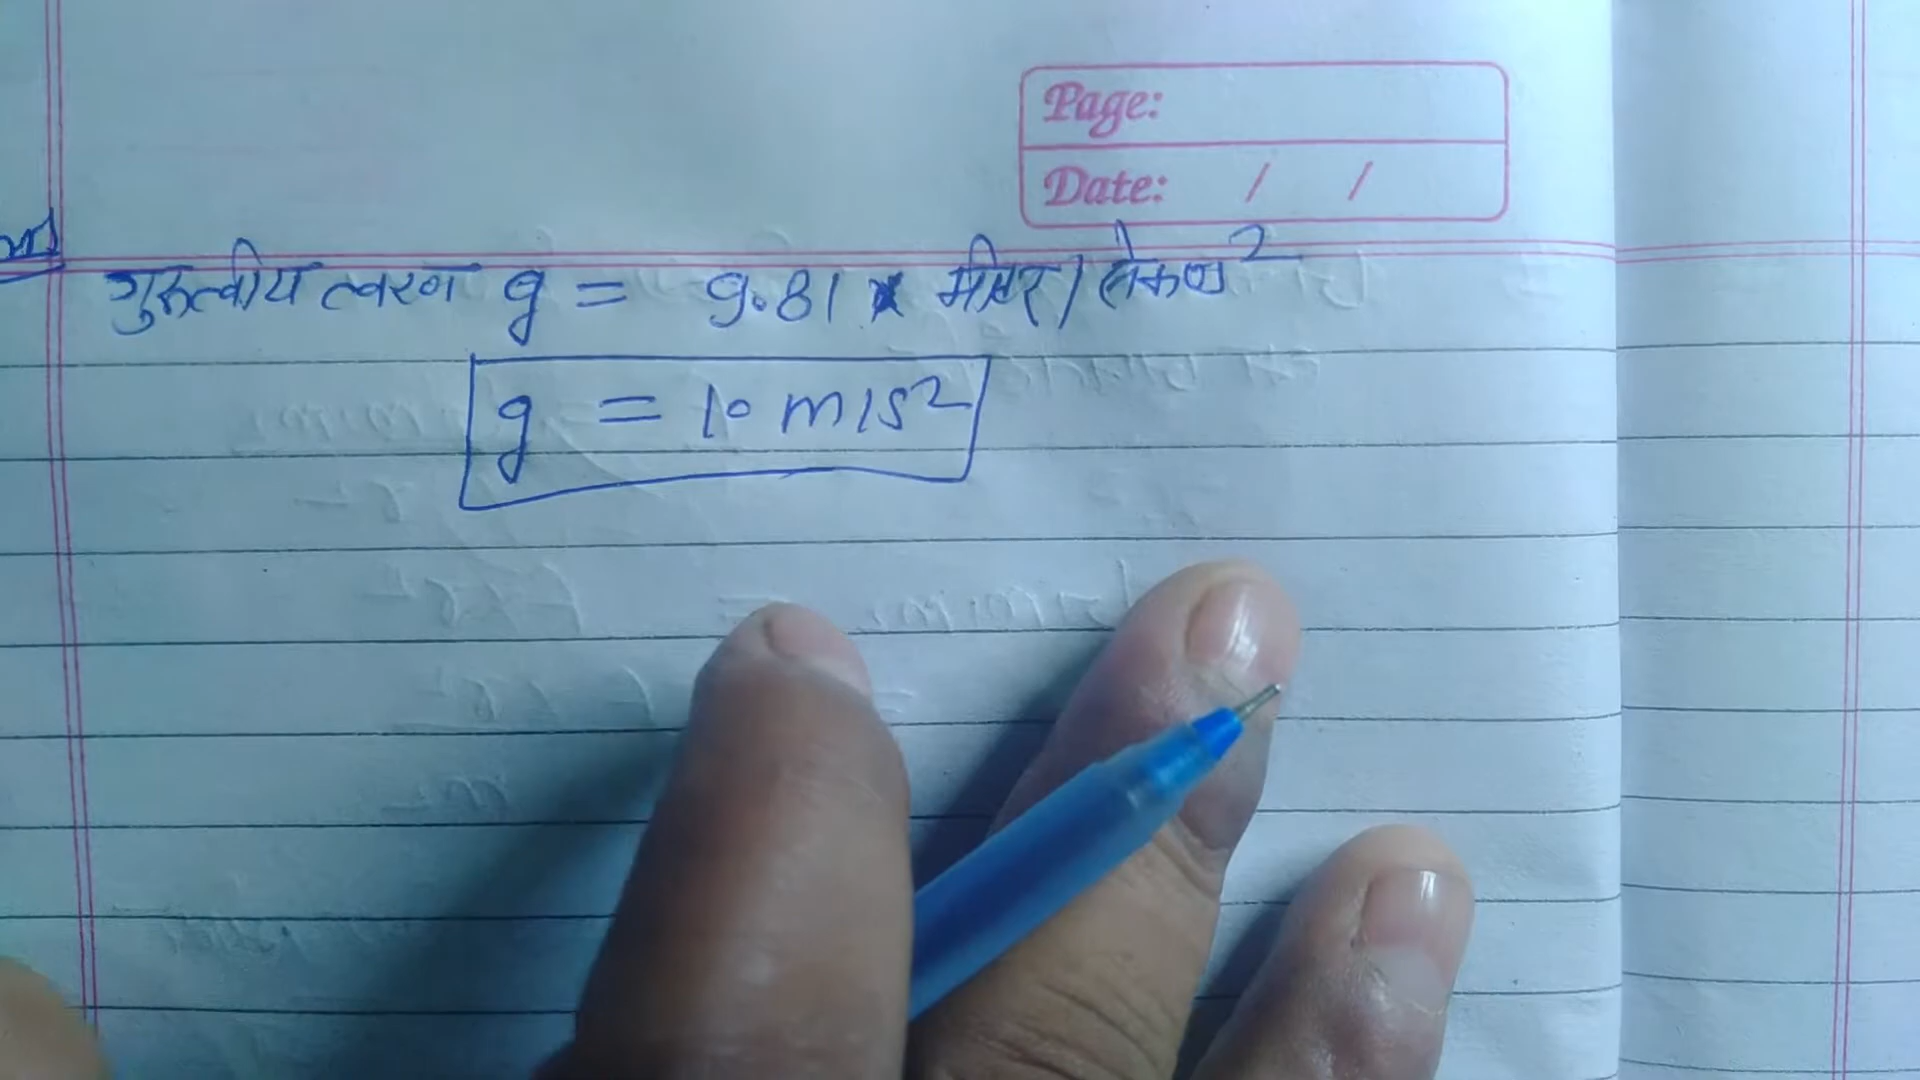 Page:
Date: / /
गुरुत्वीय त्वरण g = 9.81 मीटर/सेकण्ड²
g = 10 m/s²